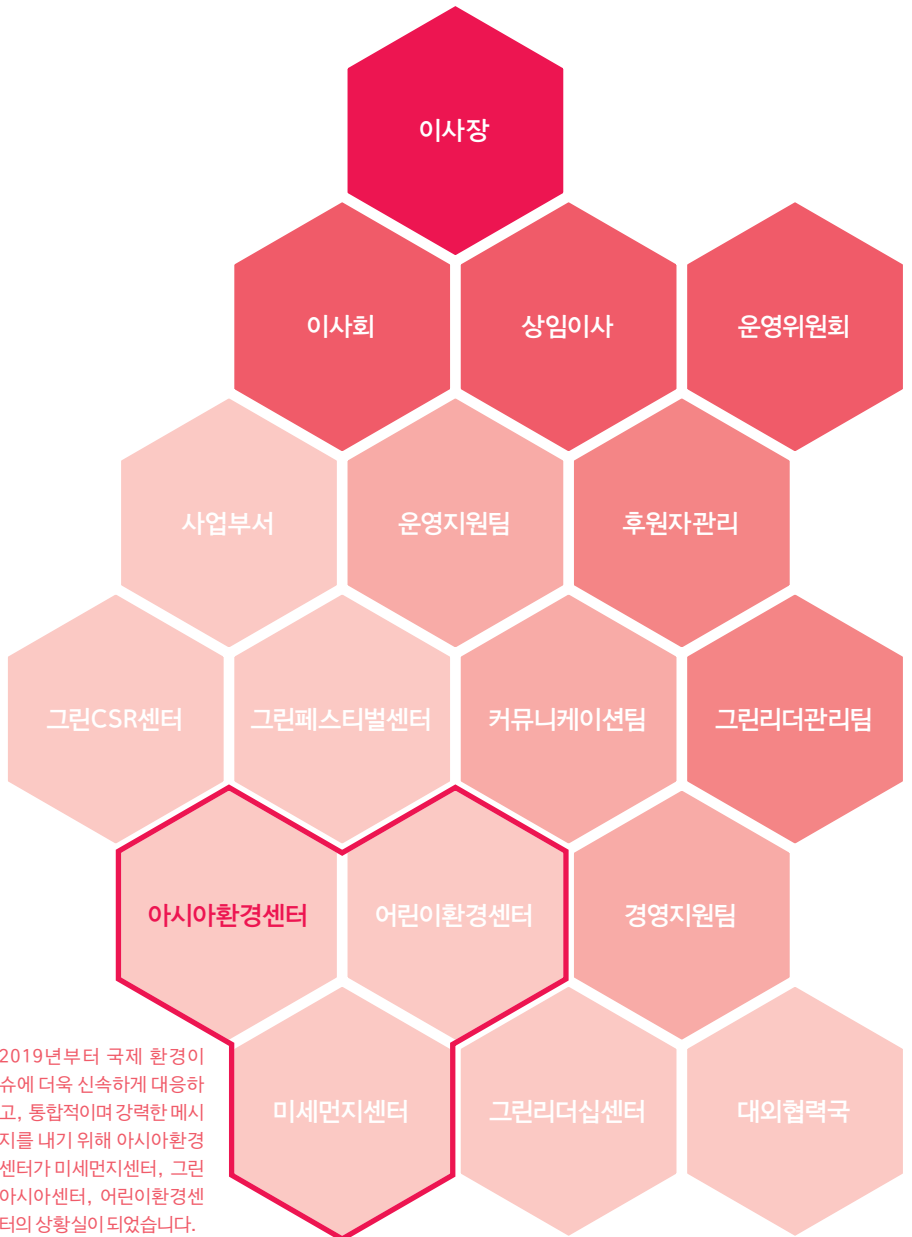 이사장
이사회
상임이사
운영위원회
사업부서
운영지원팀
후원자관리
그린CSR센터
그린페스티벌센터
커뮤니케이션팀
그린리더관리팀
아시아환경센터
어린이환경센터
경영지원팀
미세먼지센터
그린리더십센터
대외협력국
2019년부터 국제 환경이
슈에 더욱 신속하게 대응하
고, 통합적이며 강력한 메시
지를 내기 위해 아시아환경
센터가 미세먼지센터, 그린
아시아센터, 어린이환경센
터의 상황실이 되었습니다.